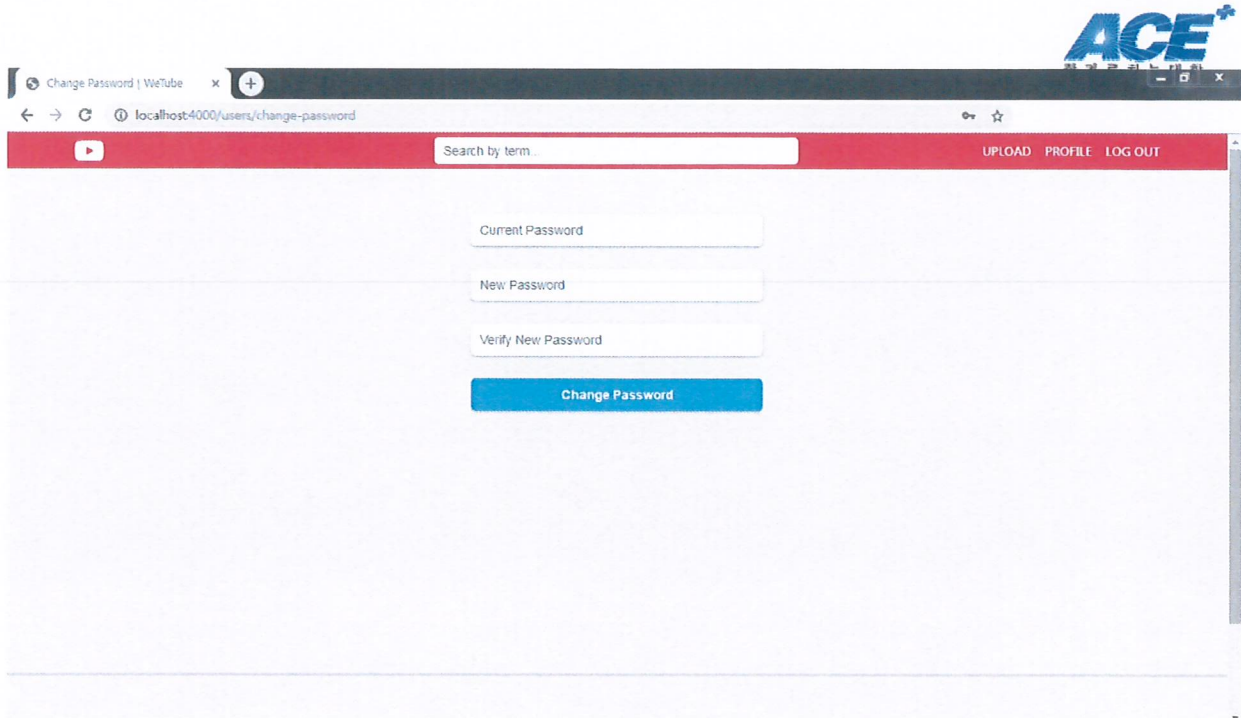 ACE+
Change Password | WeTube
localhost:4000/users/change-password
Search by term...
UPLOAD PROFILE LOG OUT
Current Password
New Password
Verify New Password
Change Password